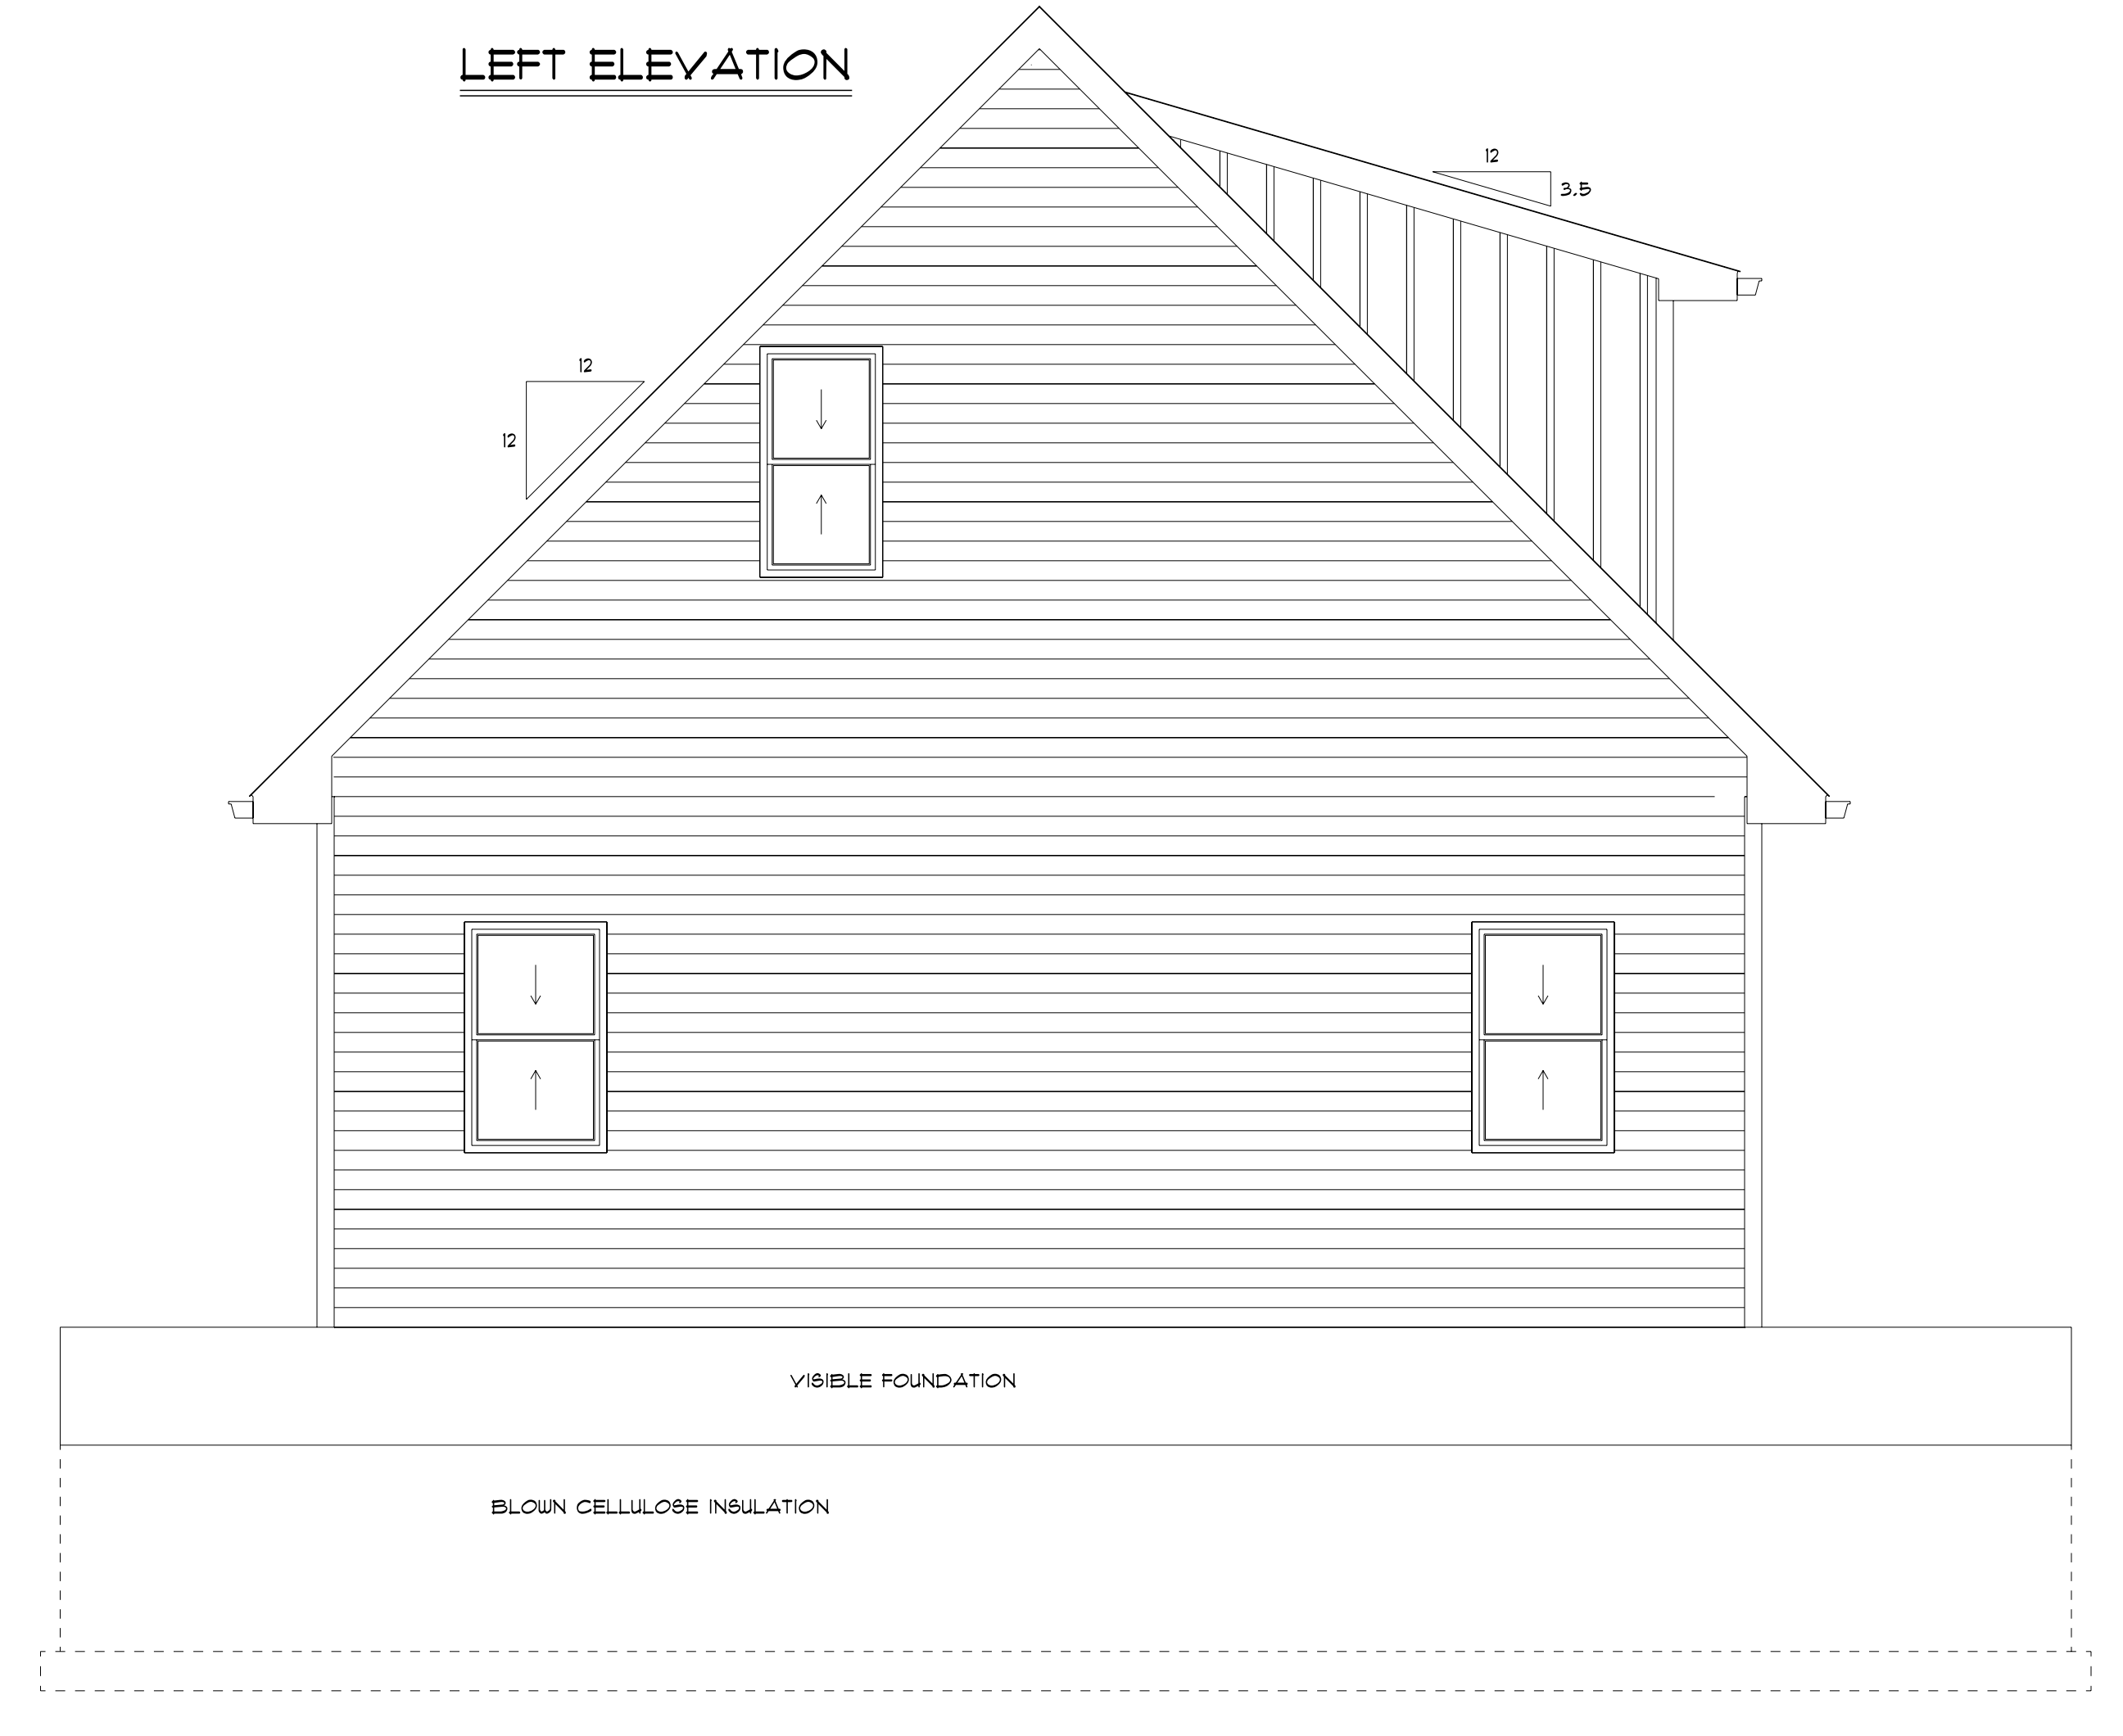 LEFT ELEVATION
12
3.5
12
12
VISIBLE FOUNDATION
BLOWN CELLULOSE INSULATION